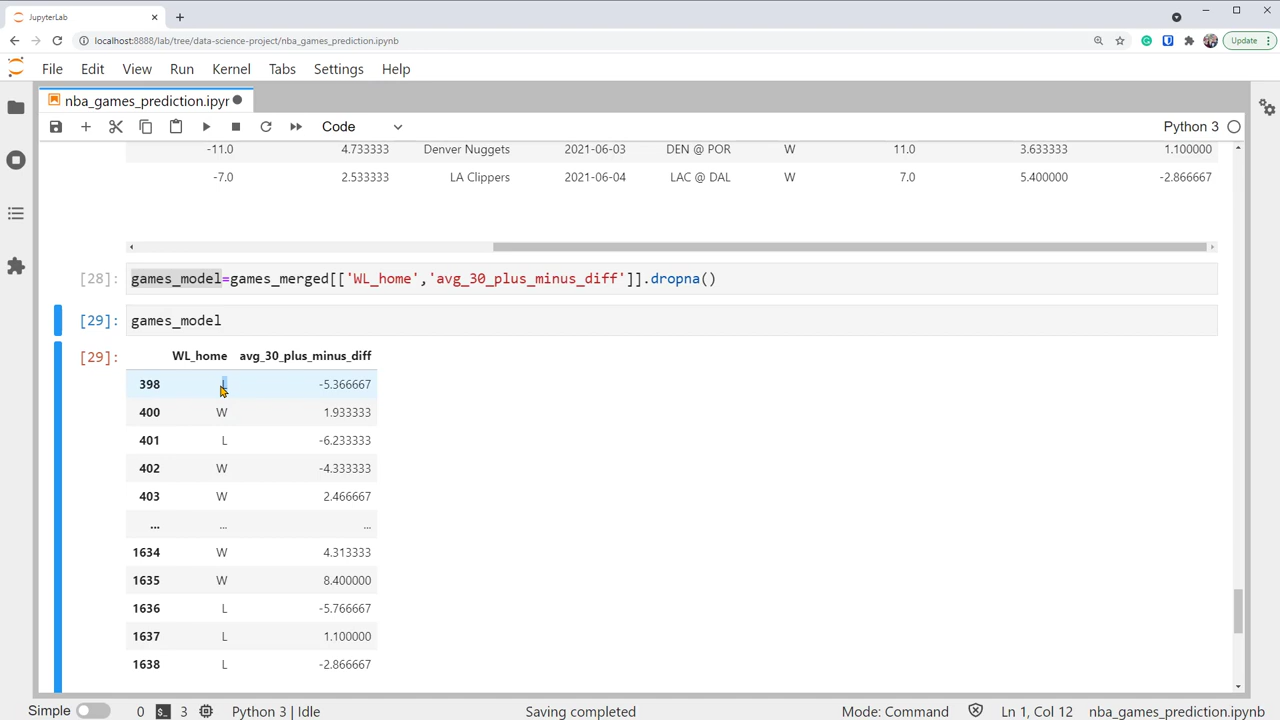 JupyterLab
localhost:8888/lab/tree/data-science-project/nba_games_prediction.ipynb
Update
File Edit View Run Kernel Tabs Settings Help
nba_games_prediction.ipyr
Code
Python 3
-11.0 4.733333 Denver Nuggets 2021-06-03 DEN @ POR W 11.0 3.633333 1.100000
-7.0 2.533333 LA Clippers 2021-06-04 LAC @ DAL W 7.0 5.400000 -2.866667
[28]: games_model=games_merged[['WL_home','avg_30_plus_minus_diff']].dropna()
[29]: games_model
[29]: WL_home avg_30_plus_minus_diff
398 L -5.366667
400 W 1.933333
401 L -6.233333
402 W -4.333333
403 W 2.466667
... ... ...
1634 W 4.313333
1635 W 8.400000
1636 L -5.766667
1637 L 1.100000
1638 L -2.866667
Simple 0 $_ 3 Python 3 | Idle Saving completed Mode: Command Ln 1, Col 12 nba_games_prediction.ipynb